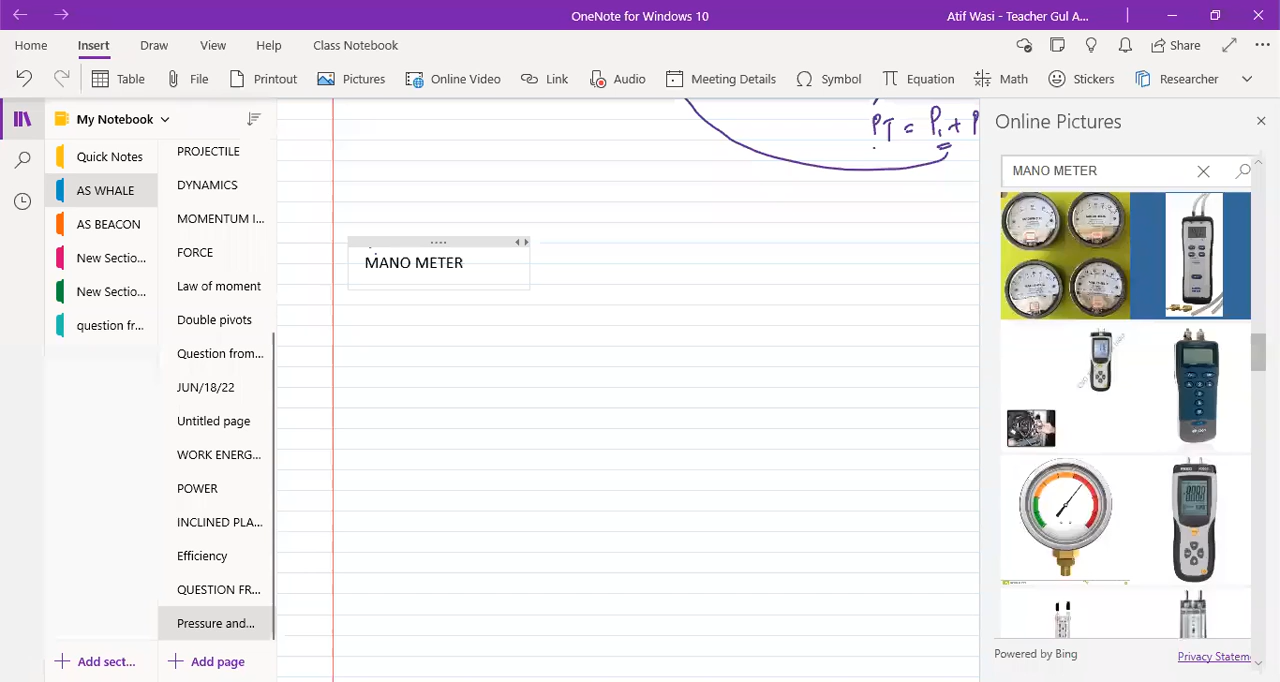 OneNote for Windows 10
Atif Wasi - Teacher Gul A...
Home Insert Draw View Help Class Notebook
Share
Table File Printout Pictures Online Video Link Audio Meeting Details Symbol Equation Math Stickers Researcher
My Notebook
Quick Notes
AS WHALE
AS BEACON
New Sectio...
New Sectio...
question fr...
Add sect...
PROJECTILE
DYNAMICS
MOMENTUM I...
FORCE
Law of moment
Double pivots
Question from...
JUN/18/22
Untitled page
WORK ENERG...
POWER
INCLINED PLA...
Efficiency
QUESTION FR...
Pressure and...
Add page
PT = P1 + P
MANO METER
Online Pictures
MANO METER
Powered by Bing
Privacy Statem